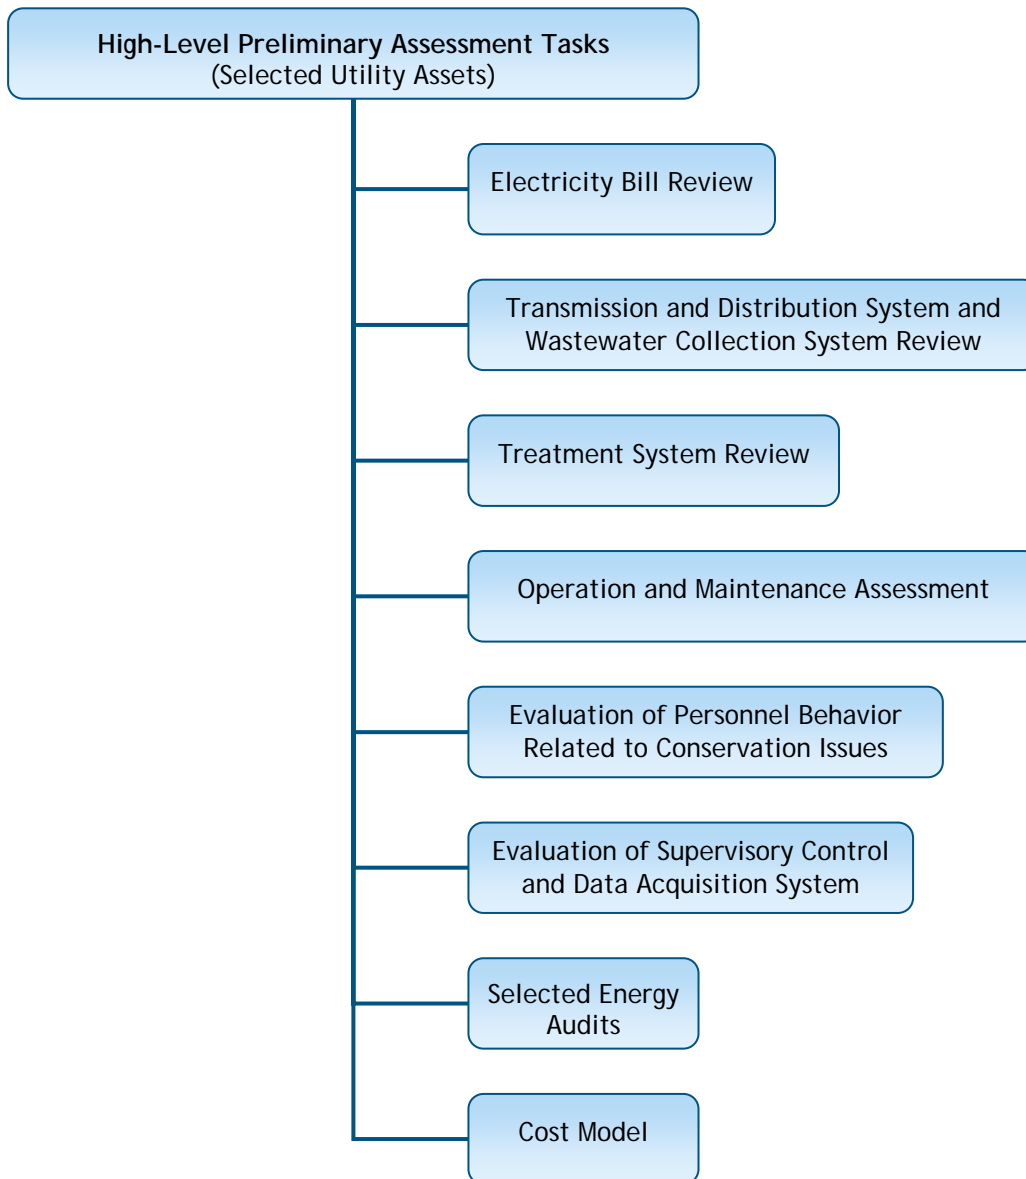 High-Level Preliminary Assessment Tasks
(Selected Utility Assets)
Electricity Bill Review
Transmission and Distribution System and
Wastewater Collection System Review
Treatment System Review
Operation and Maintenance Assessment
Evaluation of Personnel Behavior
Related to Conservation Issues
Evaluation of Supervisory Control
and Data Acquisition System
Selected Energy
Audits
Cost Model